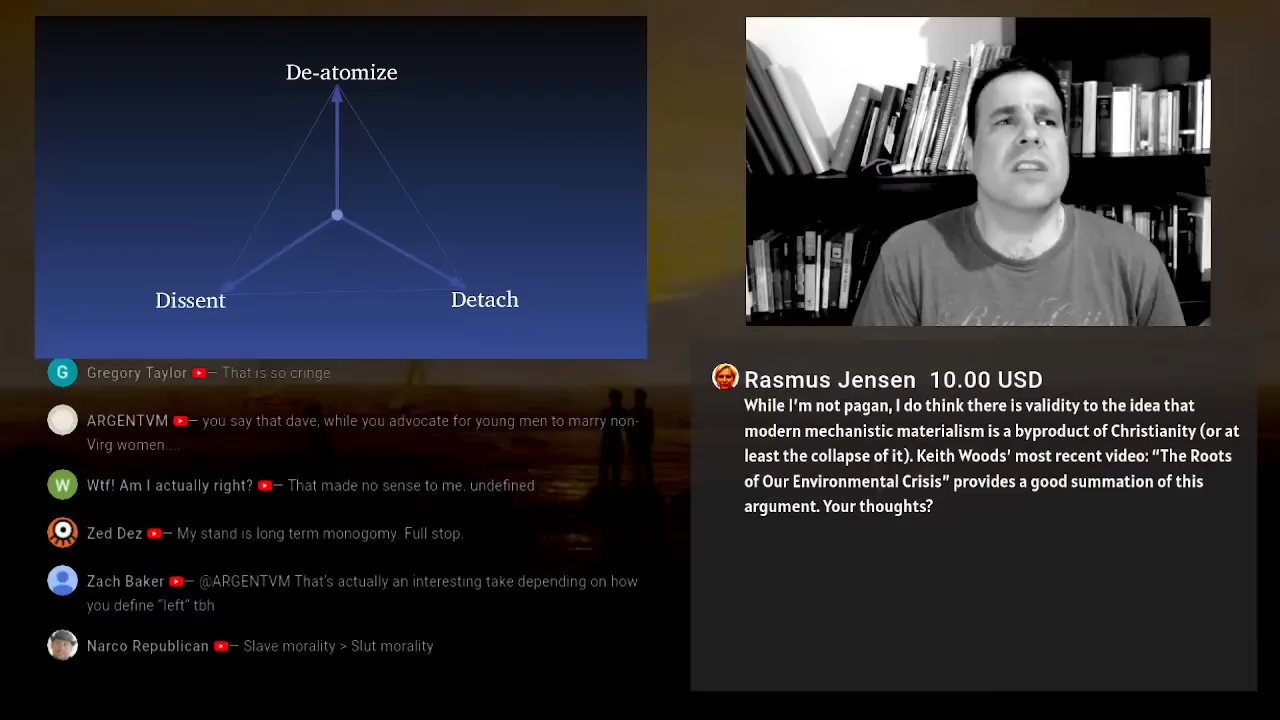 De-atomize
Dissent
Detach
G
Gregory Taylor — That is so cringe
ARGENTVM — you say that dave, while you advocate for young men to marry non-
Virg women....
W
Wtf! Am I actually right? — That made no sense to me. undefined
Zed Dez — My stand is long term monogomy. Full stop.
Zach Baker — @ARGENTVM That's actually an interesting take depending on how
you define "left" tbh
Narco Republican — Slave morality > Slut morality
Rasmus Jensen 10.00 USD
While I'm not pagan, I do think there is validity to the idea that
modern mechanistic materialism is a byproduct of Christianity (or at
least the collapse of it). Keith Woods' most recent video: "The Roots
of Our Environmental Crisis" provides a good summation of this
argument. Your thoughts?